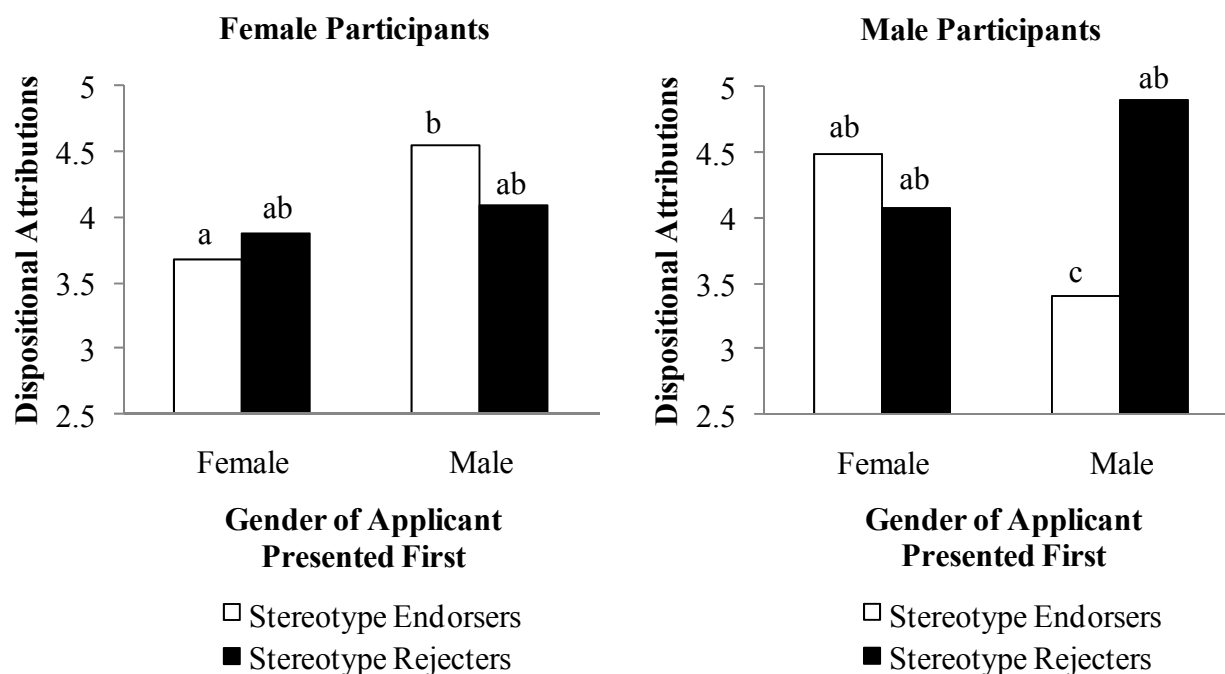 Female Participants
Dispositional Attributions
5
4.5
4
3.5
3
2.5
a
ab
b
ab
Female
Male
Gender of Applicant
Presented First
Stereotype Endorsers
Stereotype Rejecters
Male Participants
Dispositional Attributions
5
4.5
4
3.5
3
2.5
ab
ab
c
ab
Female
Male
Gender of Applicant
Presented First
Stereotype Endorsers
Stereotype Rejecters